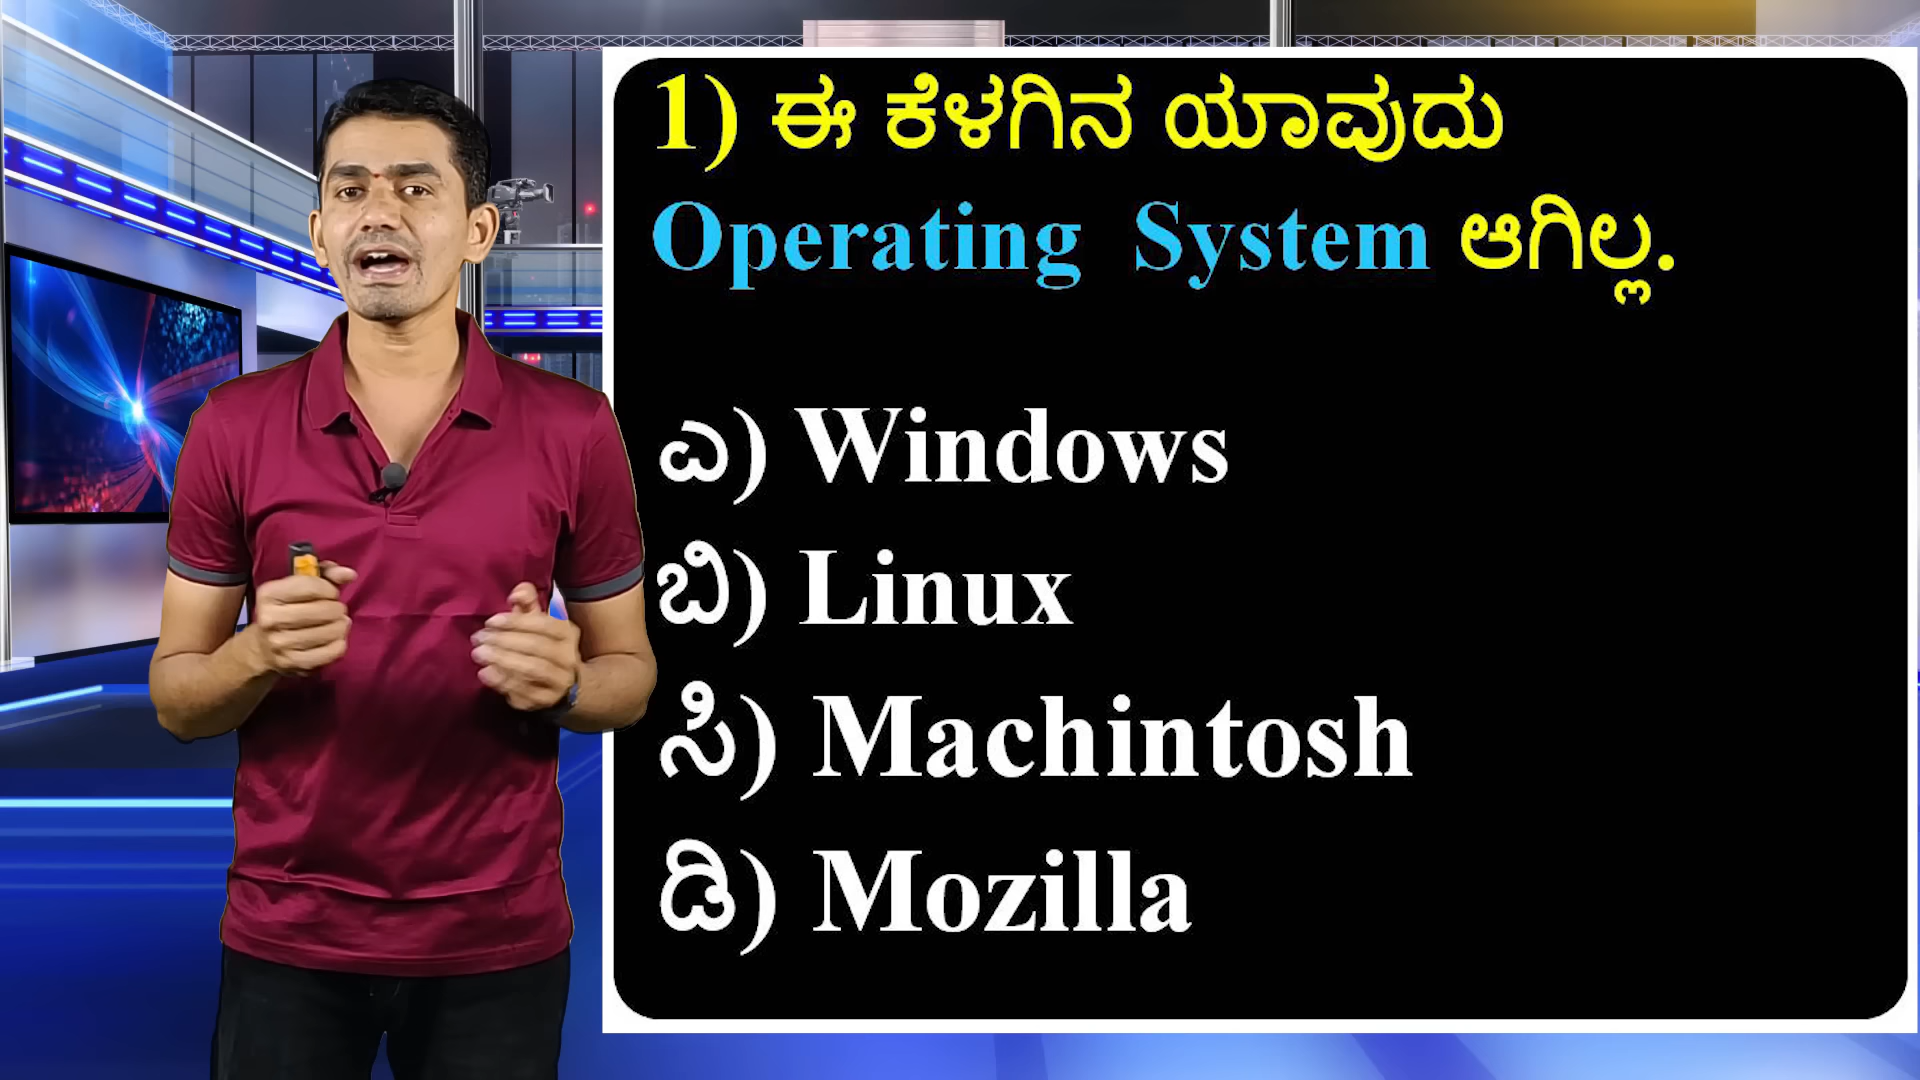 1) ಈ ಕೆಳಗಿನ ಯಾವುದು
Operating System ಆಗಿಲ್ಲ.
ಎ) Windows
ಬಿ) Linux
ಸಿ) Machintosh
ಡಿ) Mozilla